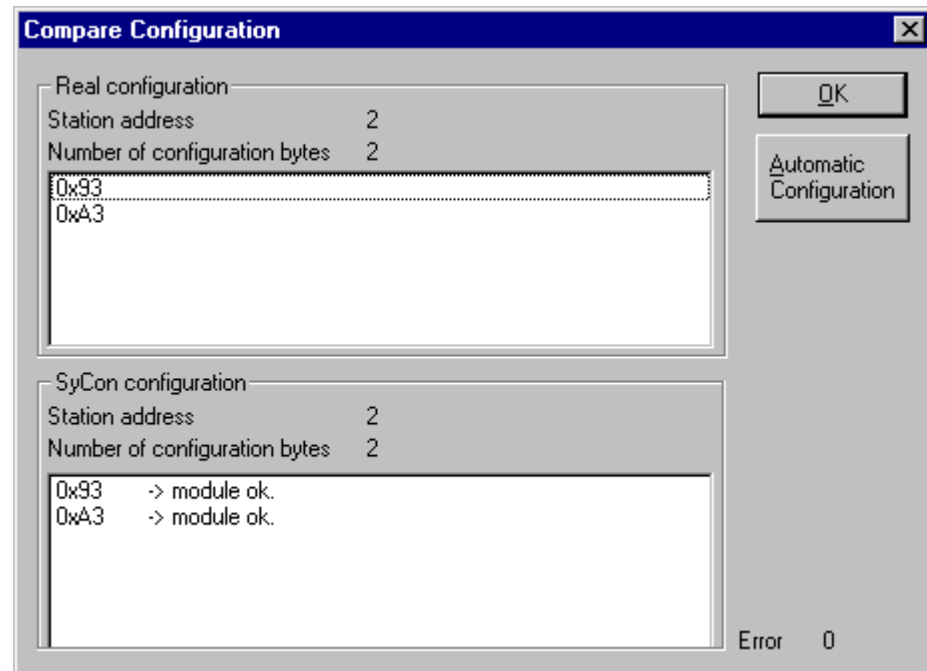 Compare Configuration
Real configuration
OK
Station address 2
Number of configuration bytes 2
Automatic
Configuration
0x93
0xA3
SyCon configuration
Station address 2
Number of configuration bytes 2
0x93 -> module ok.
0xA3 -> module ok.
Error 0